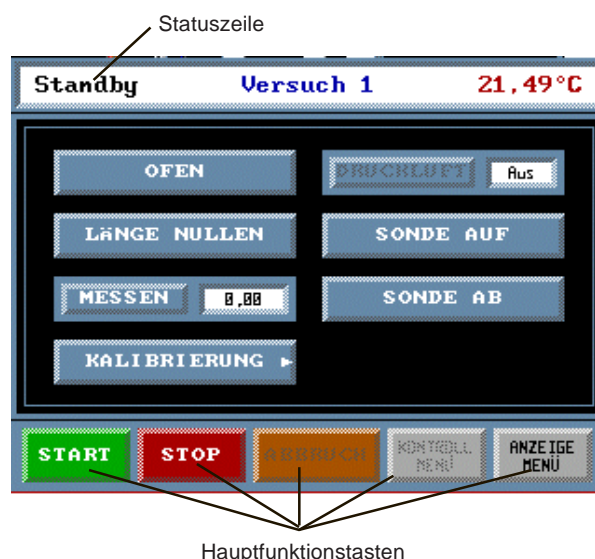 Statuszeile
Standby Versuch 1 21,49°C
OFEN DRUCKLUFT Aus
LäNGE NULLEN SONDE AUF
MESSEN 0,00 SONDE AB
KALIBRIERUNG
START STOP ABBRUCH KONTROLL MENÜ ANZEIGE MENÜ
Hauptfunktionstasten